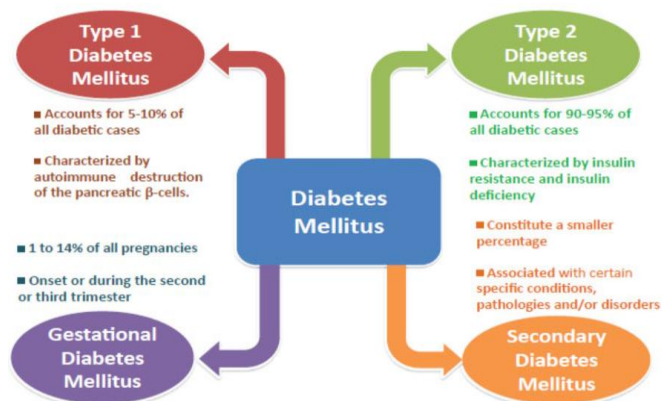 Type 1
Diabetes
Mellitus
Type 2
Diabetes
Mellitus
■ Accounts for 5-10% of
all diabetic cases
■ Characterized by
autoimmune destruction
of the pancreatic β-cells.
■ Accounts for 90-95% of
all diabetic cases
■ Characterized by insulin
resistance and insulin
deficiency
Diabetes
Mellitus
■ 1 to 14% of all pregnancies
■ Onset or during the second
or third trimester
■ Constitute a smaller
percentage
■ Associated with certain
specific conditions,
pathologies and/or disorders
Gestational
Diabetes
Mellitus
Secondary
Diabetes
Mellitus